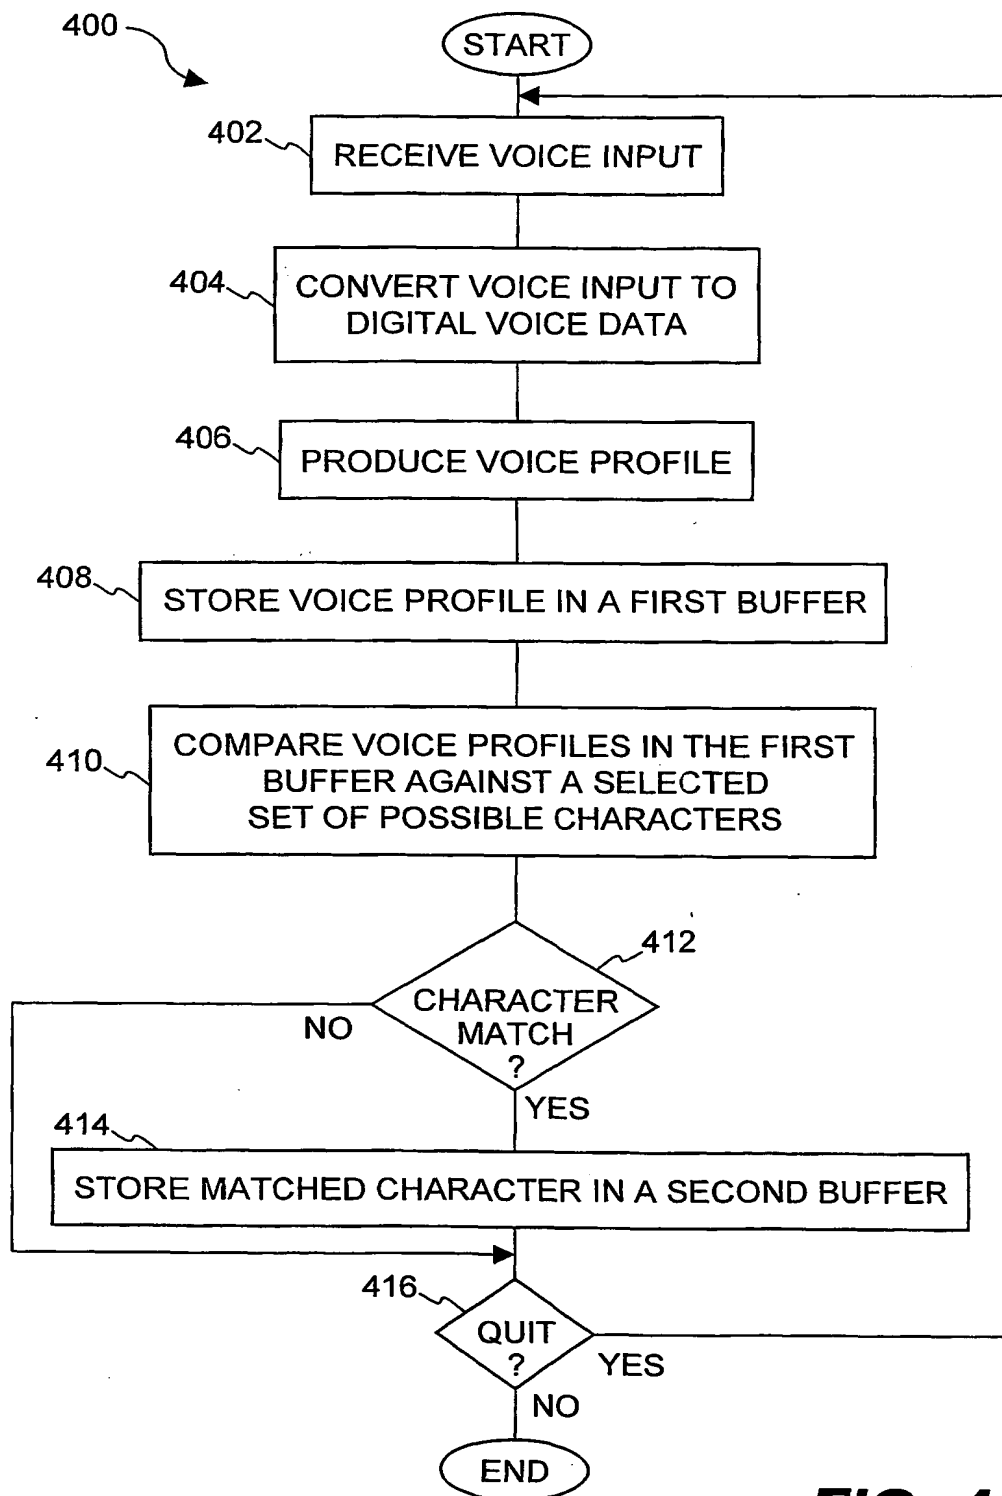 400
START
402
RECEIVE VOICE INPUT
404
CONVERT VOICE INPUT TO
DIGITAL VOICE DATA
406
PRODUCE VOICE PROFILE
408
STORE VOICE PROFILE IN A FIRST BUFFER
410
COMPARE VOICE PROFILES IN THE FIRST
BUFFER AGAINST A SELECTED
SET OF POSSIBLE CHARACTERS
412
CHARACTER
MATCH
?
NO
YES
414
STORE MATCHED CHARACTER IN A SECOND BUFFER
416
QUIT
?
YES
NO
END
FIG. 4